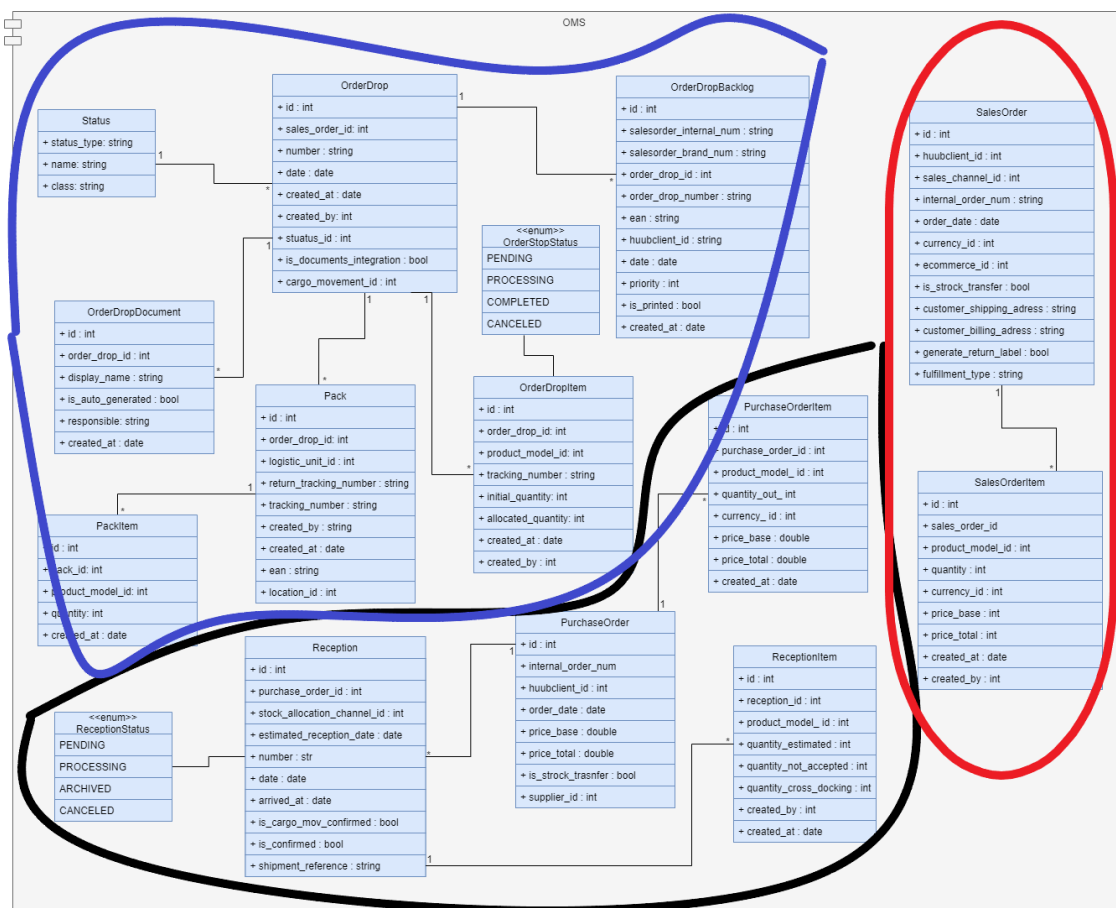 OMS
OrderDrop
+ id : int
+ sales_order_id: int
+ number : string
+ date : date
+ created_at : date
+ created_by: int
+ stuatus_id : int
+ is_documents_integration : bool
+ cargo_movement_id : int
OrderDropBacklog
+ id : int
+ salesorder_internal_num : string
+ salesorder_brand_num : string
+ order_drop_id : int
+ order_drop_number : string
+ ean : string
+ huubclient_id : string
+ date : date
+ priority : int
+ is_printed : bool
+ created_at : date
SalesOrder
+ id : int
+ huubclient_id : int
+ sales_channel_id : int
+ internal_order_num : string
+ order_date : date
+ currency_id : int
+ ecommerce_id : int
+ is_strock_transfer : bool
+ customer_shipping_adress : string
+ customer_billing_adress : string
+ generate_return_label : bool
+ fulfillment_type : string
Status
+ status_type: string
+ name: string
+ class: string
1
*
1
*
1
*
1
*
1
*
<<enum>>
OrderStopStatus
PENDING
PROCESSING
COMPLETED
CANCELED
OrderDropDocument
+ id : int
+ order_drop_id : int
+ display_name : string
+ is_auto_generated : bool
+ responsible: string
+ created_at : date
Pack
+ id : int
+ order_drop_id: int
+ logistic_unit_id : int
+ return_tracking_number : string
+ tracking_number : string
+ created_by : string
+ created_at : date
+ ean : string
+ location_id : int
OrderDropItem
+ id : int
+ order_drop_id: int
+ product_model_id: int
+ tracking_number : string
+ initial_quantity: int
+ allocated_quantity: int
+ created_at : date
+ created_by : int
PurchaseOrderItem
+ id : int
+ purchase_order_id : int
+ product_model_ id : int
+ quantity_out_ int
+ currency_ id : int
+ price_base : double
+ price_total : double
+ created_at : date
1
*
SalesOrderItem
+ id : int
+ sales_order_id
+ product_model_id : int
+ quantity : int
+ currency_id : int
+ price_base : int
+ price_total : int
+ created_at : date
+ created_by : int
1
*
PackItem
id : int
pack_id: int
+ product_model_id: int
+ quantity: int
+ created_at : date
*
1
PurchaseOrder
+ id : int
+ internal_order_num
+ huubclient_id : int
+ order_date : date
+ price_base : double
+ price_total : double
+ is_strock_trasnfer : bool
+ supplier_id : int
Reception
+ id : int
+ purchase_order_id : int
+ stock_allocation_channel_id : int
+ estimated_reception_date : date
+ number : str
+ date : date
+ arrived_at : date
+ is_cargo_mov_confirmed : bool
+ is_confirmed : bool
+ shipment_reference : string
1
*
ReceptionItem
+ id : int
+ reception_id : int
+ product_model_ id : int
+ quantity_estimated : int
+ quantity_not_accepted : int
+ quantity_cross_docking : int
+ created_by : int
+ created_at : date
*
1
<<enum>>
ReceptionStatus
PENDING
PROCESSING
ARCHIVED
CANCELED